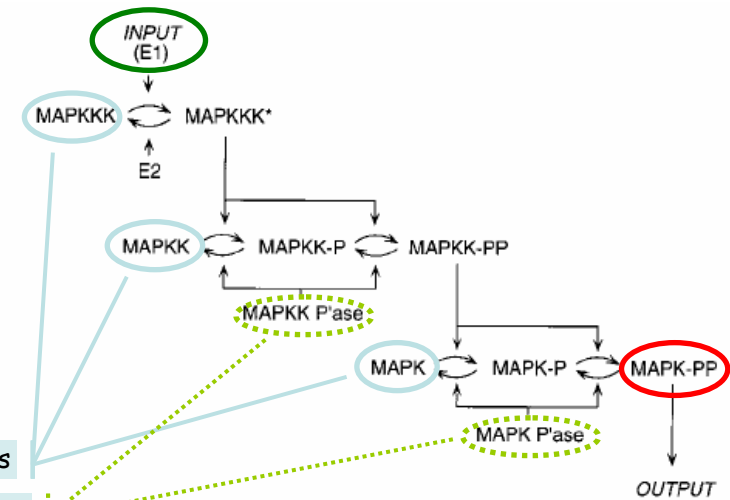 INPUT
(E1)
MAPKKK MAPKKK*
E2
MAPKK MAPKK-P MAPKK-PP
MAPKK P'ase
MAPK MAPK-P MAPK-PP
MAPK P'ase
s
OUTPUT